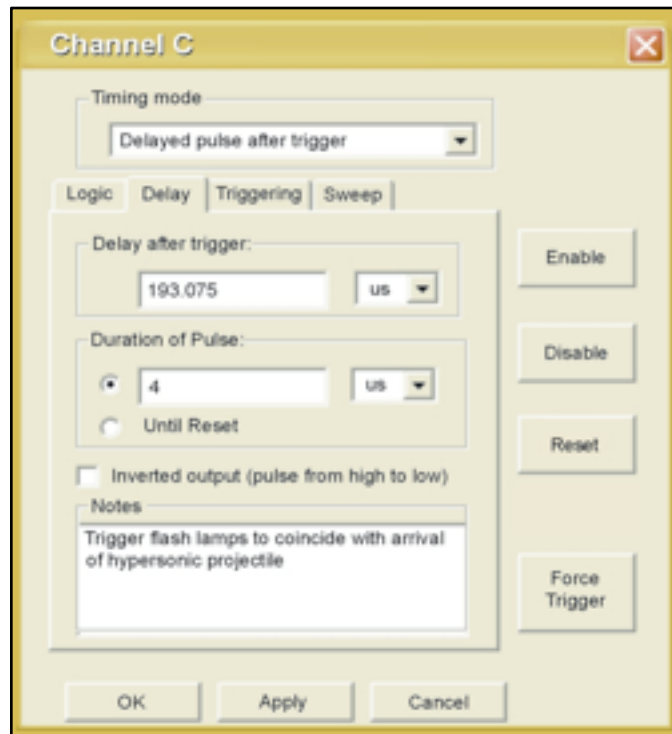 Channel C
Timing mode
Delayed pulse after trigger
Logic Delay Triggering Sweep
Delay after trigger:
193.075 us
Duration of Pulse:
4 us
Until Reset
Inverted output (pulse from high to low)
Notes
Trigger flash lamps to coincide with arrival
of hypersonic projectile
Enable
Disable
Reset
Force
Trigger
OK Apply Cancel